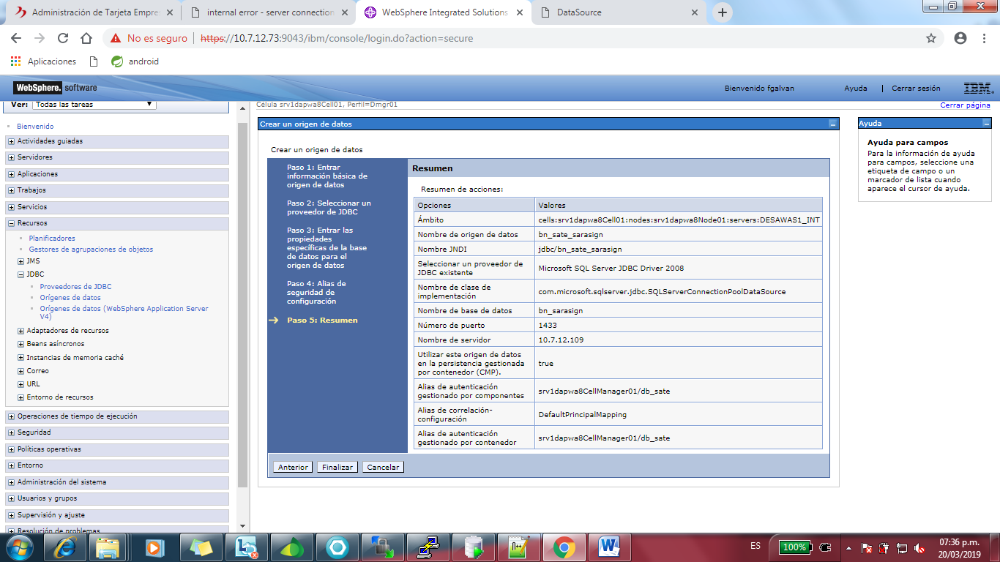 Administración de Tarjeta Empre
internal error - server connection
WebSphere Integrated Solutions
DataSource
No es seguro
https://10.7.12.73:9043/ibm/console/login.do?action=secure
Aplicaciones
android
WebSphere. software
Bienvenido fgalvan
Ayuda
Cerrar sesión
IBM.
Ver: Todas las tareas
Bienvenido
Actividades guiadas
Servidores
Aplicaciones
Trabajos
Servicios
Recursos
Planificadores
Gestores de agrupaciones de objetos
JMS
JDBC
Proveedores de JDBC
Orígenes de datos
Orígenes de datos (WebSphere Application Server
V4)
Adaptadores de recursos
Beans asíncronos
Instancias de memoria caché
Correo
URL
Entorno de recursos
Operaciones de tiempo de ejecución
Seguridad
Políticas operativas
Entorno
Administración del sistema
Usuarios y grupos
Supervisión y ajuste
Resolución de problemas
Célula srv1dapwa8Cell01, Perfil=Dmgr01
Cerrar página
Crear un origen de datos
Crear un origen de datos
Paso 1: Entrar
información básica de
origen de datos
Paso 2: Seleccionar un
proveedor de JDBC
Paso 3: Entrar las
propiedades
específicas de la base
de datos para el
origen de datos
Paso 4: Alias de
seguridad de
configuración
Paso 5: Resumen
Resumen
Resumen de acciones:
Opciones Valores
Ámbito cells:srv1dapwa8Cell01:nodes:srv1dapwa8Node01:servers:DESAWAS1_INT
Nombre de origen de datos bn_sate_sarasign
Nombre JNDI jdbc/bn_sate_sarasign
Seleccionar un proveedor de
JDBC existente
Microsoft SQL Server JDBC Driver 2008
Nombre de clase de
implementación
com.microsoft.sqlserver.jdbc.SQLServerConnectionPoolDataSource
Nombre de base de datos bn_sarasign
Número de puerto 1433
Nombre de servidor 10.7.12.109
Utilizar este origen de datos
en la persistencia gestionada
por contenedor (CMP).
true
Alias de autenticación
gestionado por componentes
srv1dapwa8CellManager01/db_sate
Alias de correlación-
configuración
DefaultPrincipalMapping
Alias de autenticación
gestionado por contenedor
srv1dapwa8CellManager01/db_sate
Anterior Finalizar Cancelar
Ayuda
Ayuda para campos
Para la información de ayuda
para campos, seleccione una
etiqueta de campo o un
marcador de lista cuando
aparece el cursor de ayuda.
ES
100%
07:36 p.m.
20/03/2019